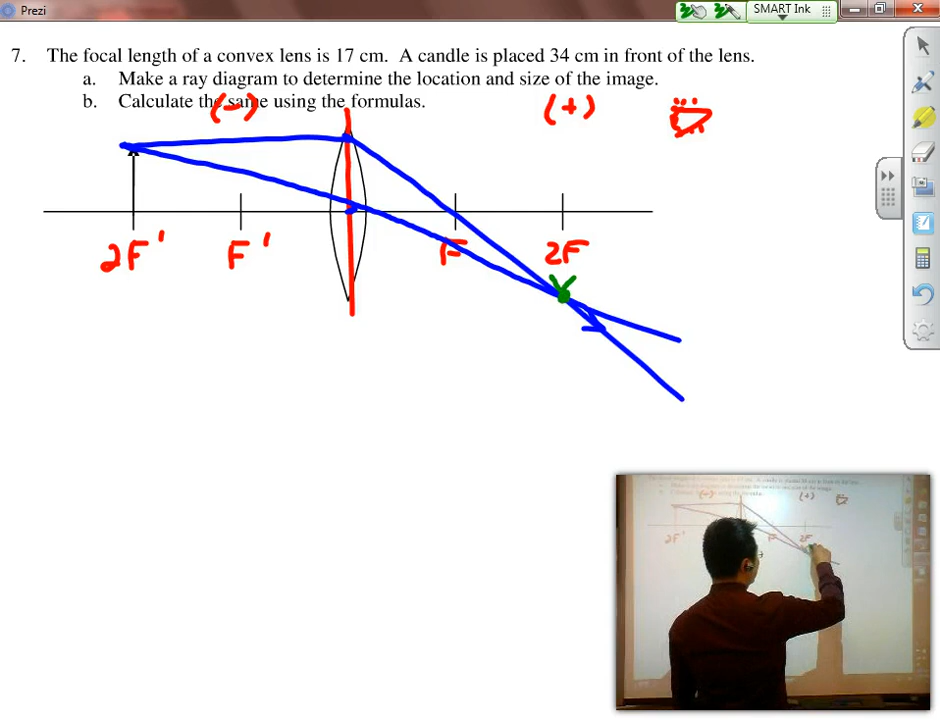 Prezi
SMART Ink
7. The focal length of a convex lens is 17 cm. A candle is placed 34 cm in front of the lens.
a. Make a ray diagram to determine the location and size of the image.
b. Calculate the same using the formulas.
(-) (+)
2F' F' F 2F
(-) (+)
2F' F 2F